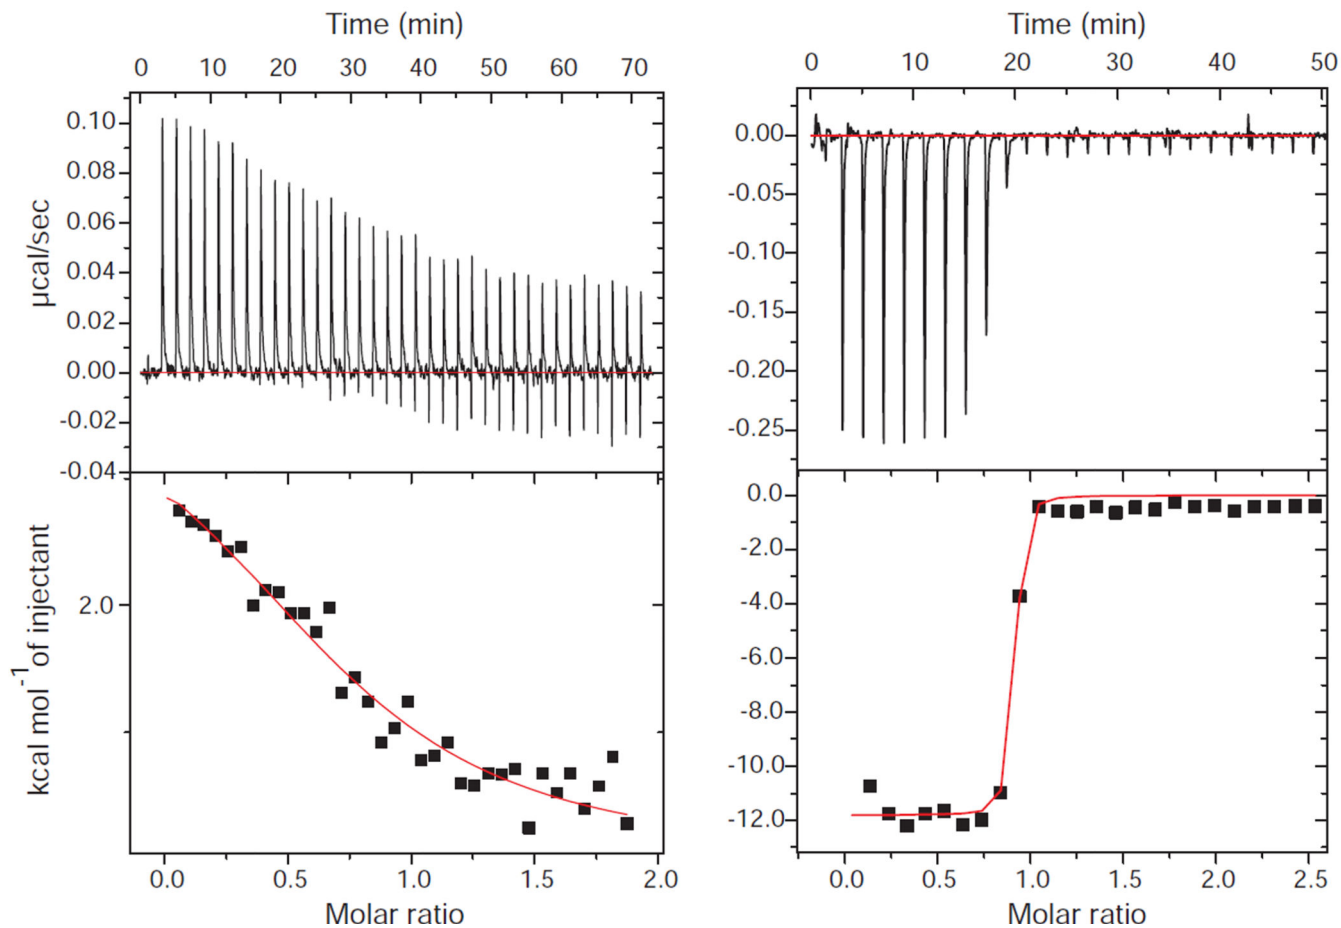 Time (min)
0 10 20 30 40 50 60 70
0.10
0.08
0.06
0.04
0.02
0.00
-0.02
-0.04
µcal/sec
2.0
kcal mol⁻¹ of injectant
0.0 0.5 1.0 1.5 2.0
Molar ratio
Time (min)
0 10 20 30 40 50
0.00
-0.05
-0.10
-0.15
-0.20
-0.25
0.0
-2.0
-4.0
-6.0
-8.0
-10.0
-12.0
0.0 0.5 1.0 1.5 2.0 2.5
Molar ratio